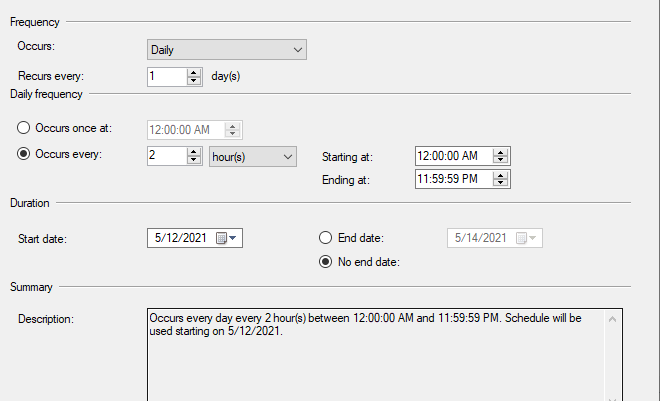 Frequency
Occurs: Daily
Recurs every: 1 day(s)
Daily frequency
Occurs once at: 12:00:00 AM
Occurs every: 2 hour(s) Starting at: 12:00:00 AM
Ending at: 11:59:59 PM
Duration
Start date: 5/12/2021 End date: 5/14/2021
No end date:
Summary
Description: Occurs every day every 2 hour(s) between 12:00:00 AM and 11:59:59 PM. Schedule will be
used starting on 5/12/2021.